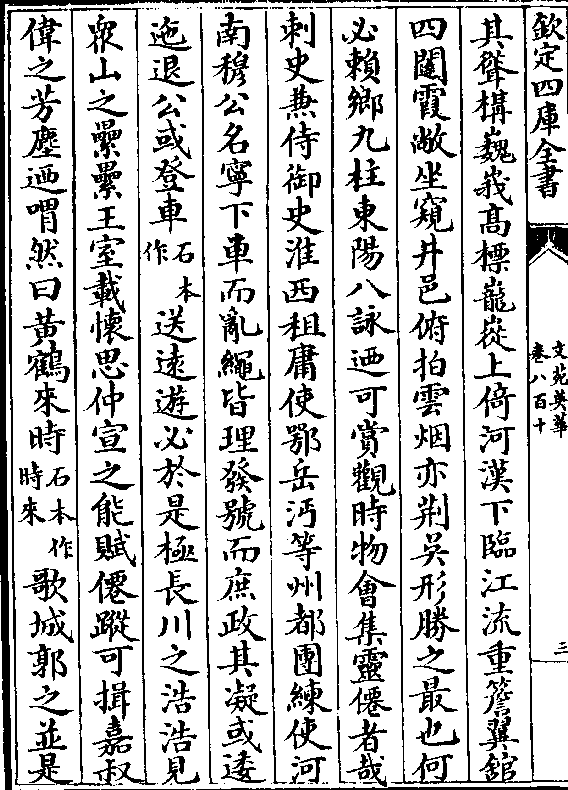 欽定四庫全書
文苑英華
卷八百十
三
其聳構巍峩高標巃嵸上倚河漢下臨江流重簷翼舘
四闥霞敞坐窺井邑俯拍雲烟亦荆吳形勝之最也何
必賴鄉九柱東陽八詠廼可賞觀時物會集靈僊者哉
刺史兼侍御史淮西租庸使鄂岳沔等州都團練使河
南穆公名寧下車而亂繩皆理發號而庶政其凝或逶
迤退公或登車石本作送遠遊必於是極長川之浩浩見
衆山之纍纍王室載懷思仲宣之能賦僊蹤可揖嘉叔
偉之芳塵廼喟然曰黃鶴來時石本作時來歌城郭之並是